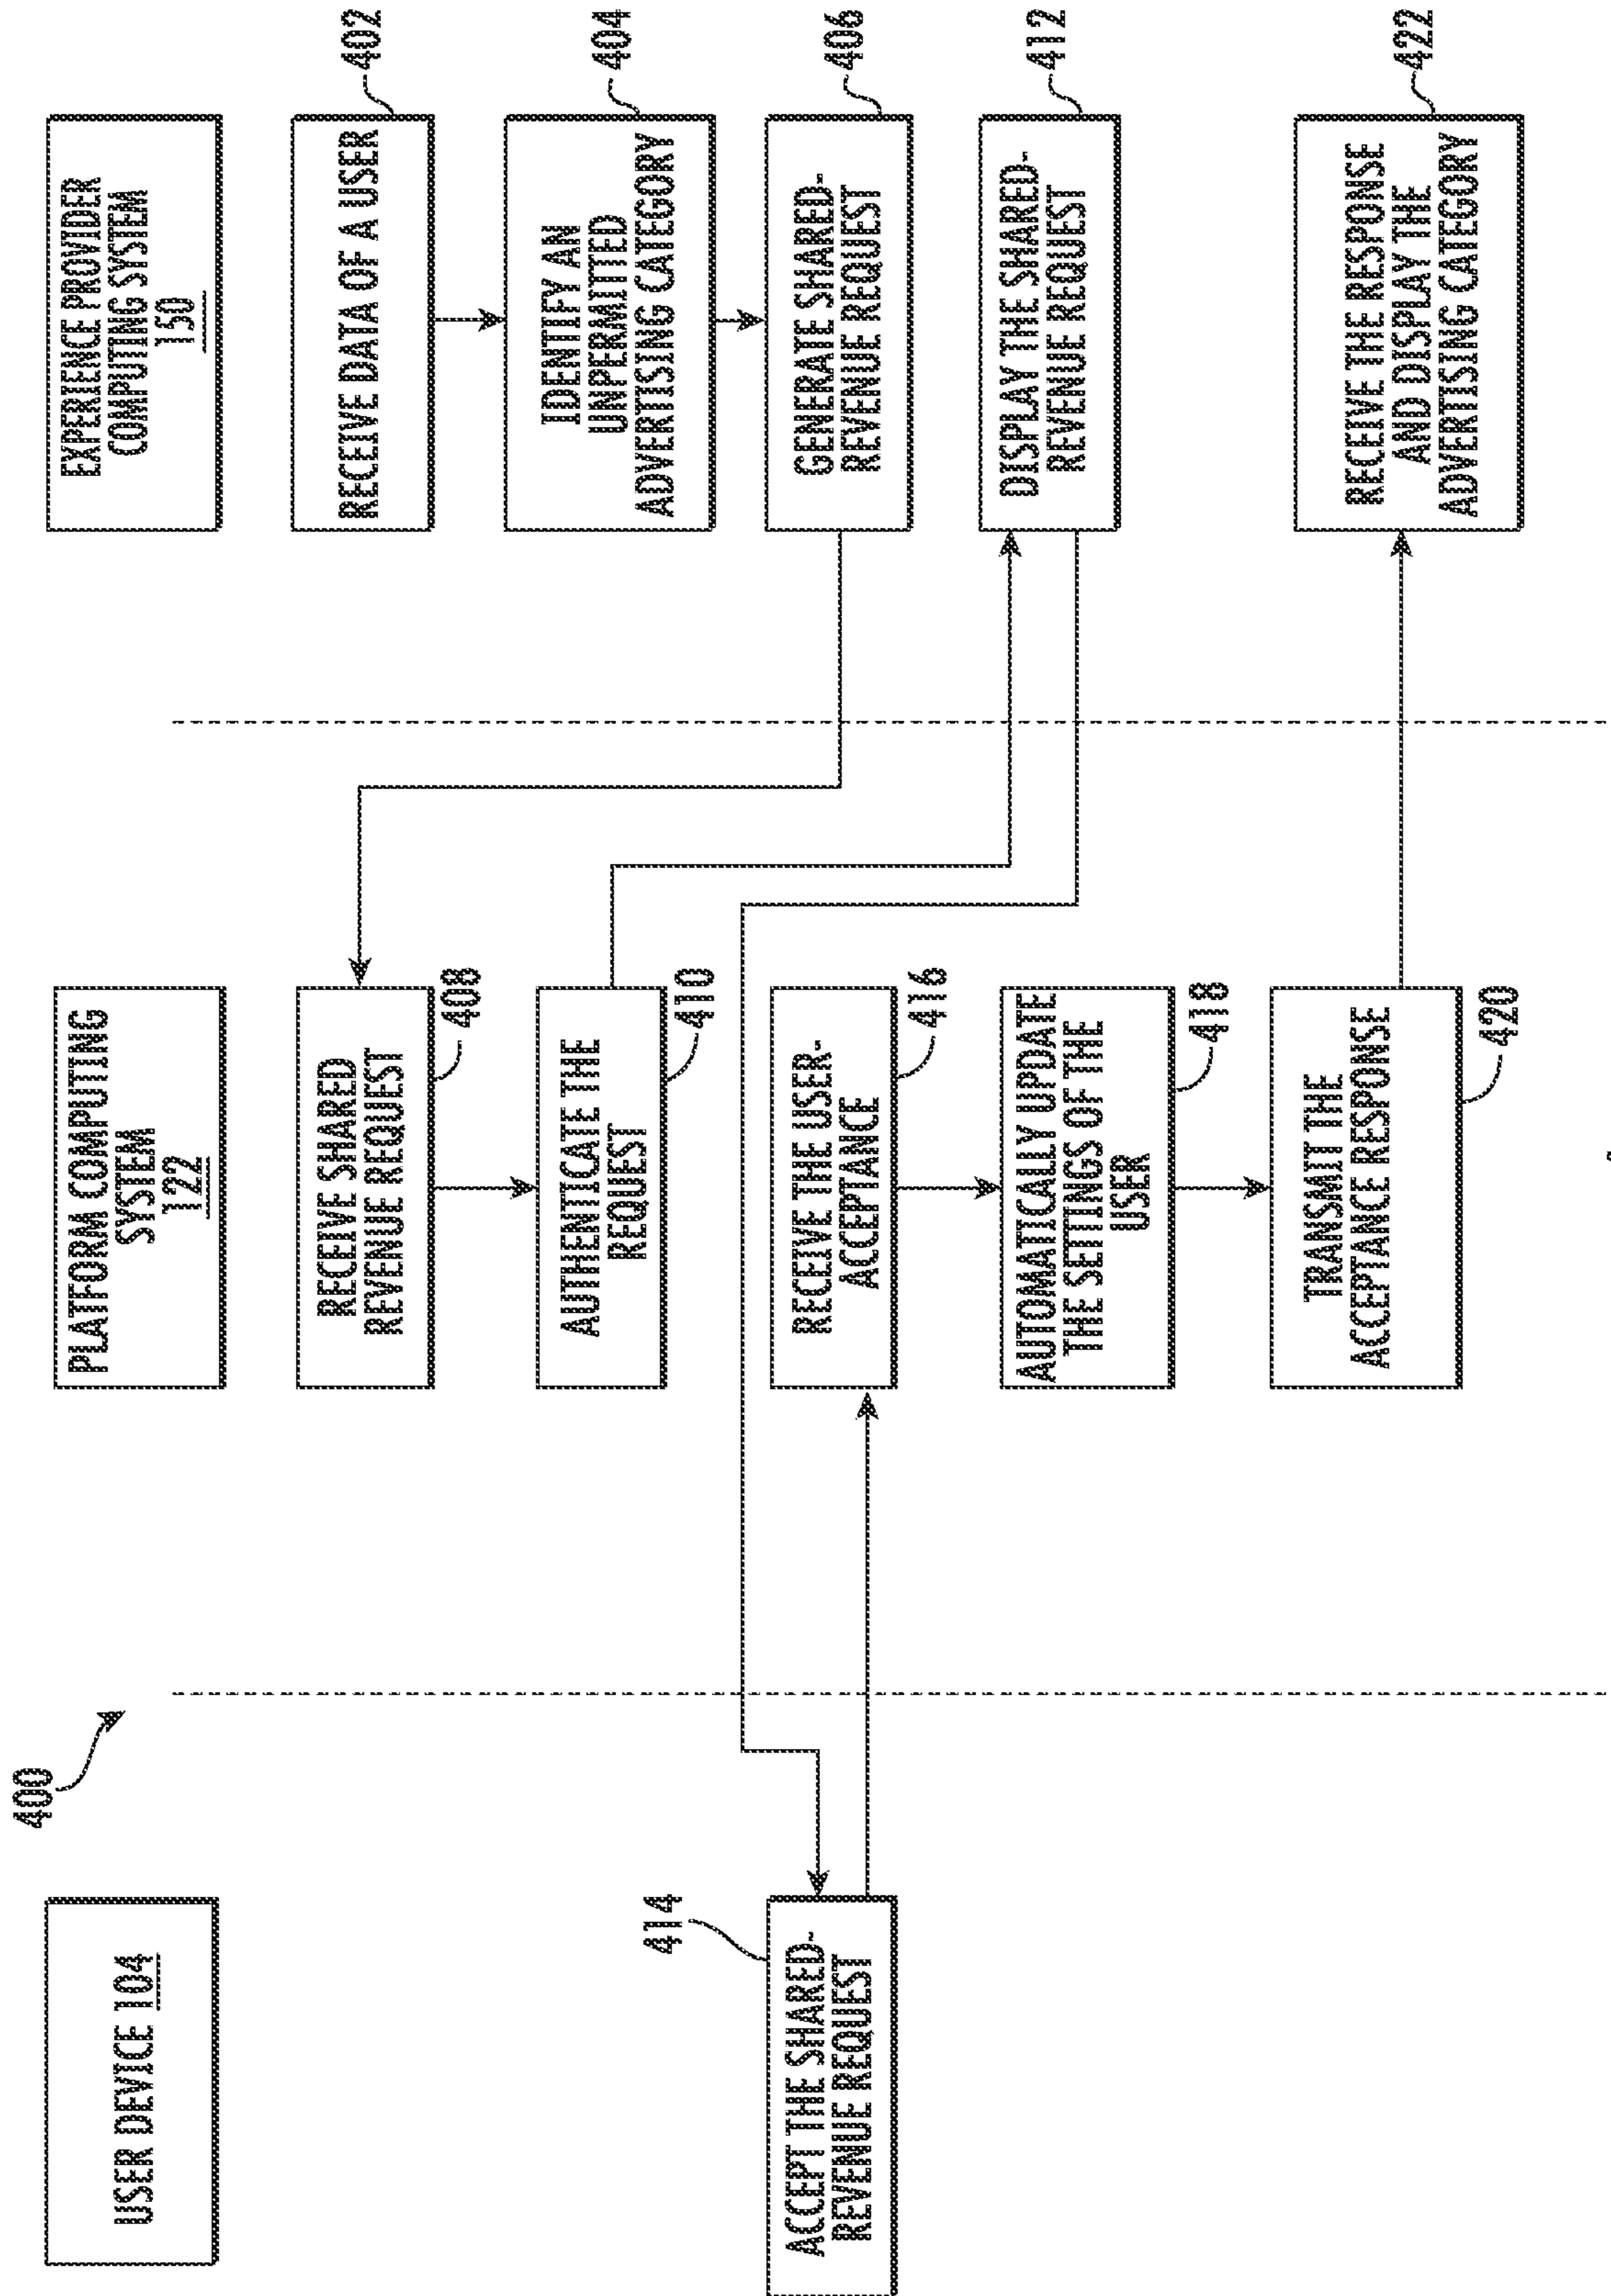 400
USER DEVICE 104
PLATFORM COMPUTING
SYSTEM
122
EXPERIENCE PROVIDER
COMPUTING SYSTEM
150
RECEIVE DATA OF A USER
402
IDENTIFY AN
UNPERMITTED
ADVERTISING CATEGORY
404
GENERATE SHARED-
REVENUE REQUEST
406
RECEIVE SHARED
REVENUE REQUEST
408
AUTHENTICATE THE
REQUEST
410
DISPLAY THE SHARED-
REVENUE REQUEST
412
414
ACCEPT THE SHARED-
REVENUE REQUEST
RECEIVE THE USER-
ACCEPTANCE
416
AUTOMATICALLY UPDATE
THE SETTINGS OF THE
USER
418
TRANSMIT THE
ACCEPTANCE RESPONSE
420
RECEIVE THE RESPONSE
AND DISPLAY THE
ADVERTISING CATEGORY
422